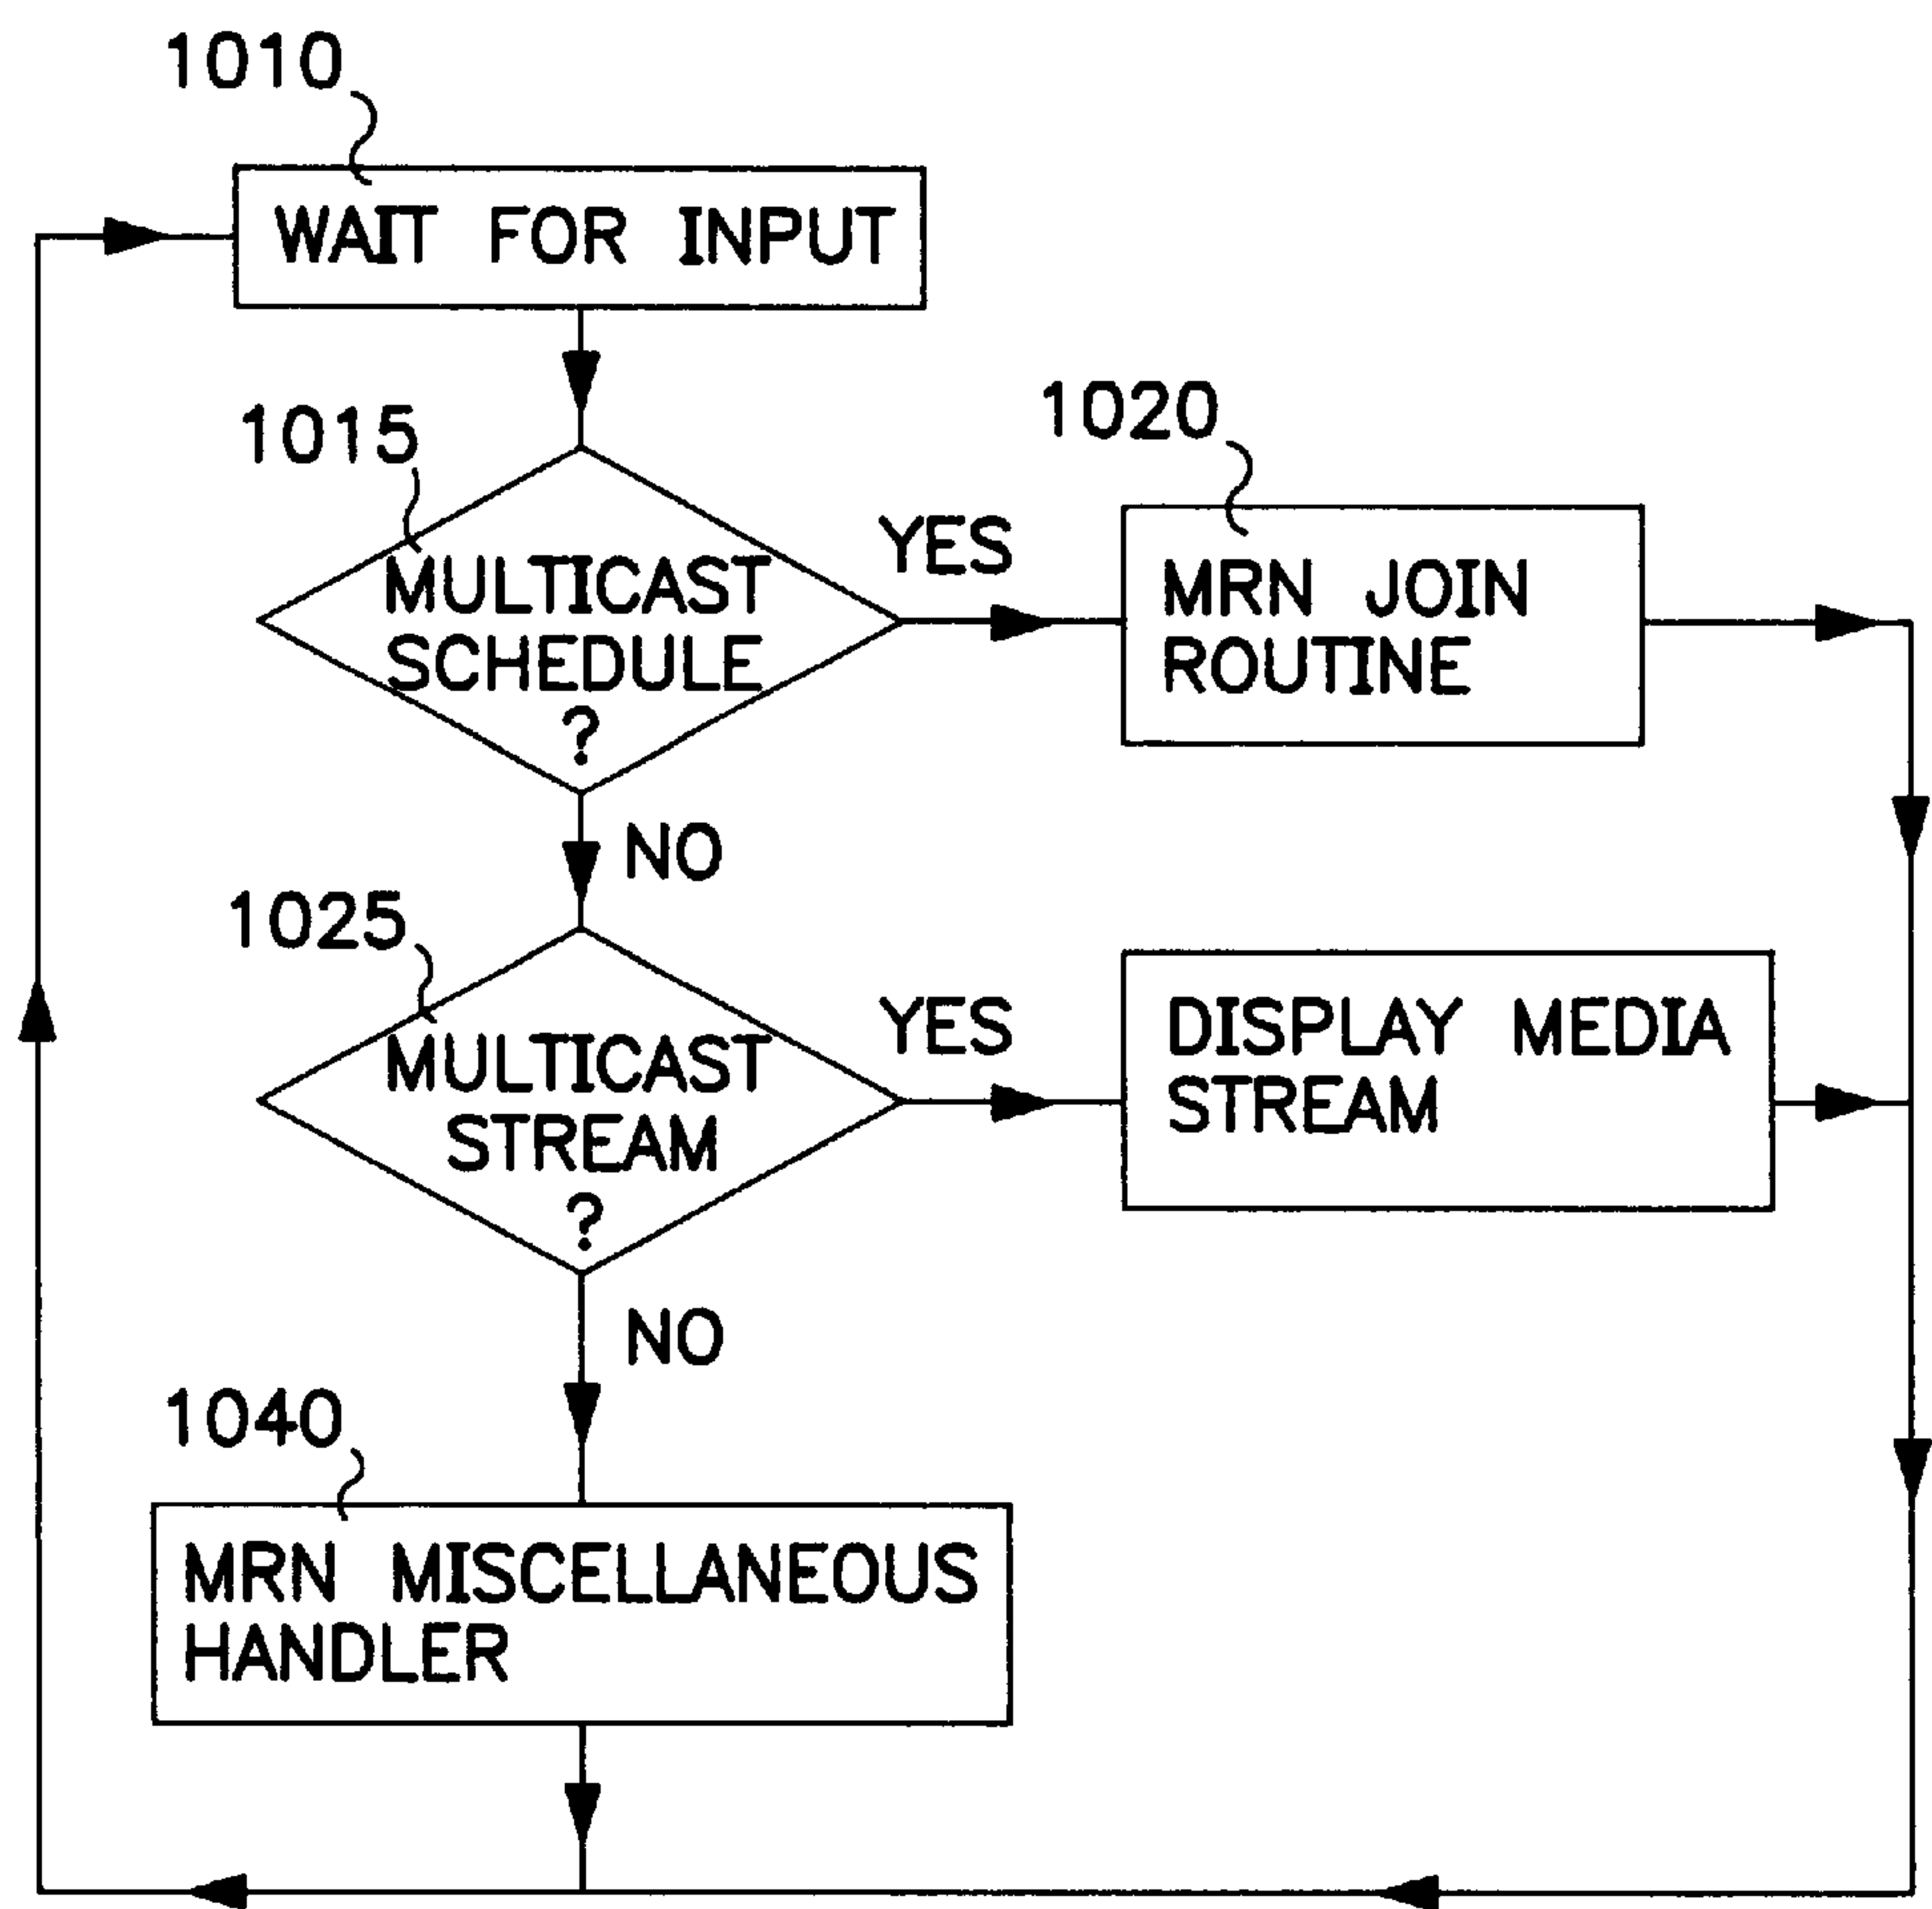 1010
WAIT FOR INPUT
1015
MULTICAST
SCHEDULE
?
YES
1020
MRN JOIN
ROUTINE
NO
1025
MULTICAST
STREAM
?
YES
DISPLAY MEDIA
STREAM
NO
1040
MRN MISCELLANEOUS
HANDLER